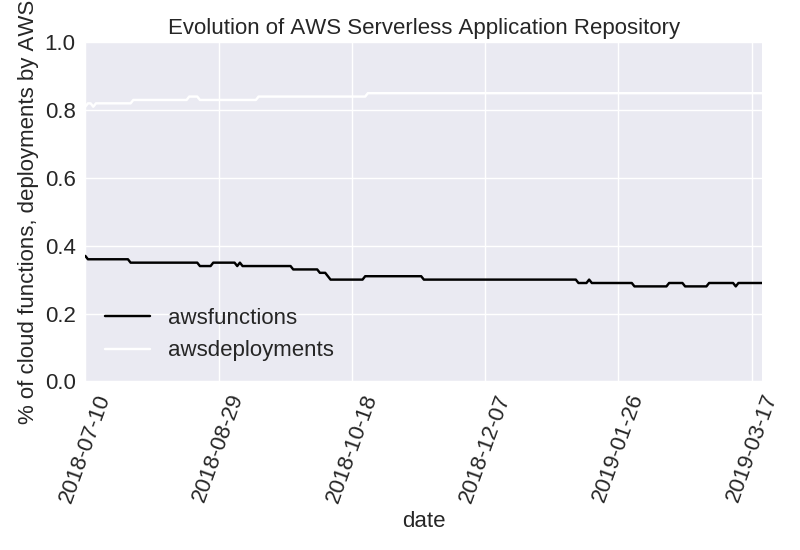 Evolution of AWS Serverless Application Repository
% of cloud functions, deployments by AWS
1.0
0.8
0.6
0.4
0.2
0.0
awsfunctions
awsdeployments
2018-07-10
2018-08-29
2018-10-18
2018-12-07
2019-01-26
2019-03-17
date